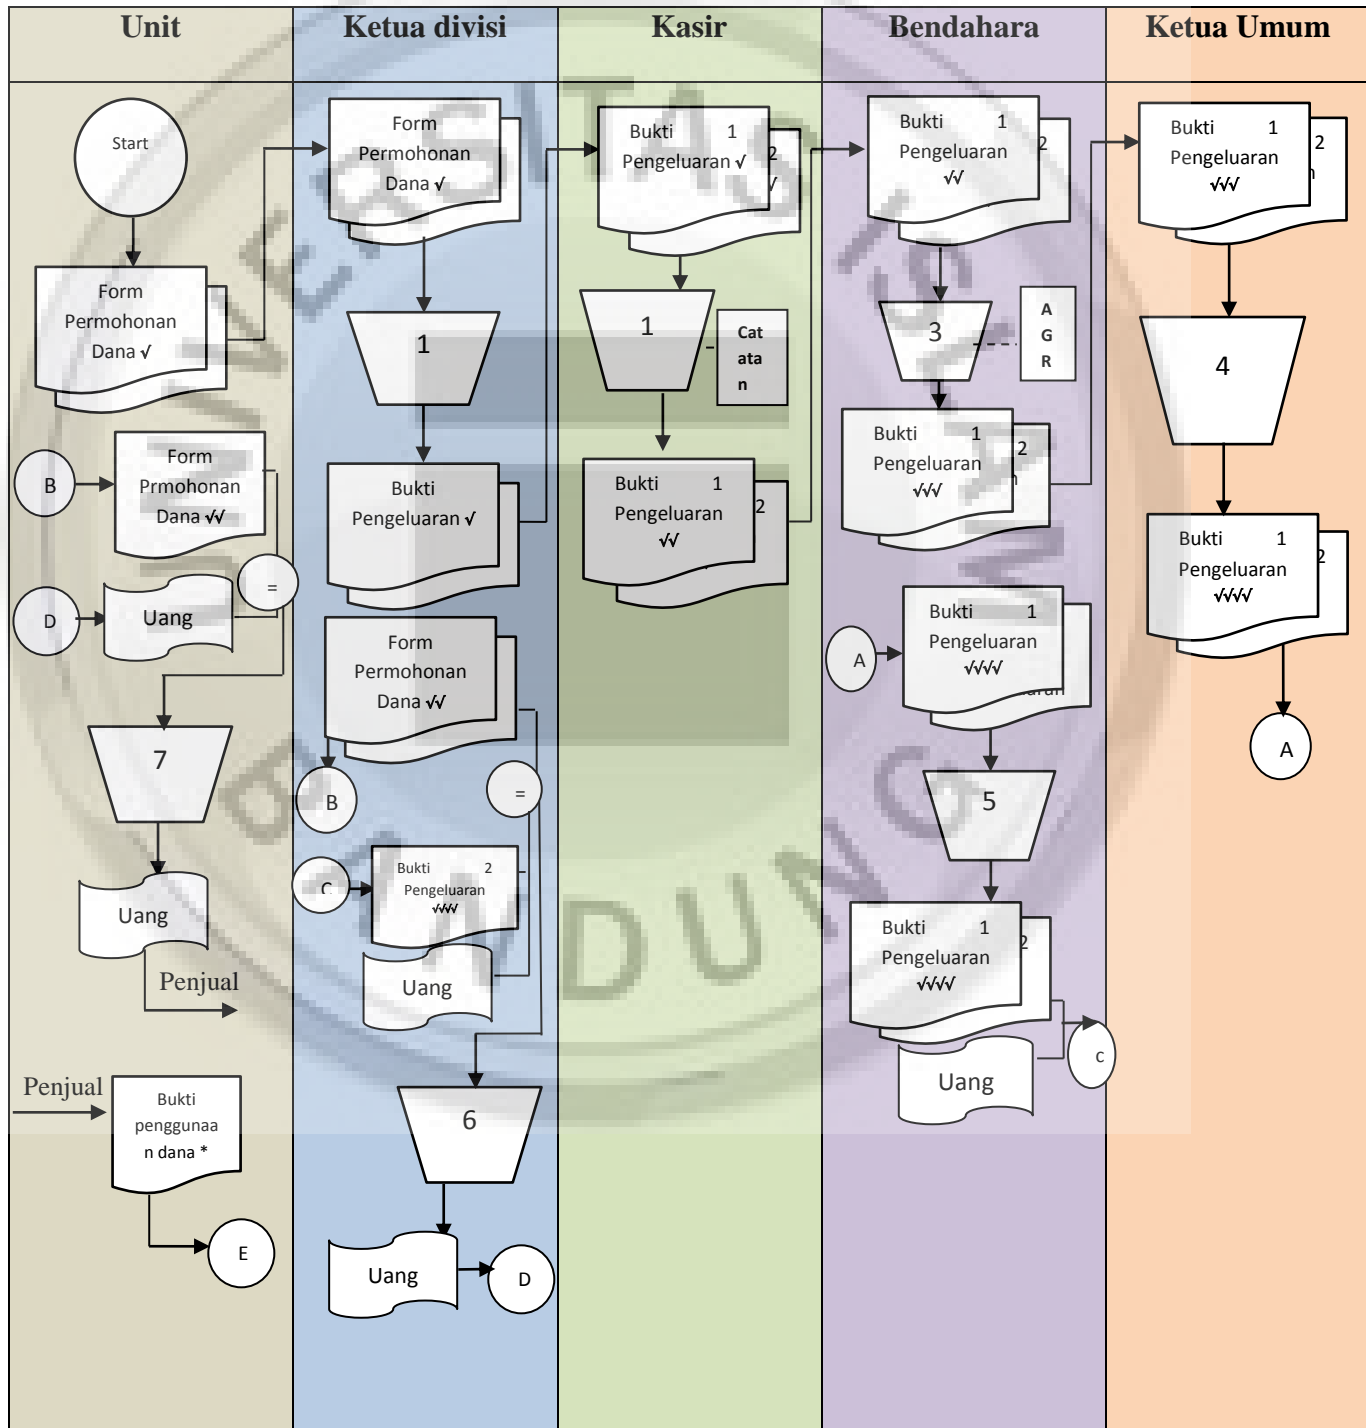 Unit
Ketua divisi
Kasir
Bendahara
Ketua Umum
Start
Form
Permohonan
Dana √
B
Form
Prmohonan
Dana √√
=
D
Uang
7
Uang
Penjual
Penjual
Bukti
penggunaa
n dana *
E
Form
Permohonan
Dana √
1
Bukti
Pengeluaran √
Form
Permohonan
Dana √√
B
=
C
Bukti 2
Pengeluaran
√√√√
Uang
6
Uang
D
Bukti 1
Pengeluaran √
2
√
1
Cat
ata
n
Bukti 1
Pengeluaran
√√
2
Bukti 1
Pengeluaran
√√
2
3
A
G
R
Bukti 1
Pengeluaran
√√√
2
n
A
Bukti 1
Pengeluaran
√√√√
5
Bukti 1
Pengeluaran
√√√√
2
Uang
c
Bukti 1
Pengeluaran
√√√
2
n
4
Bukti 1
Pengeluaran
√√√√
2
A